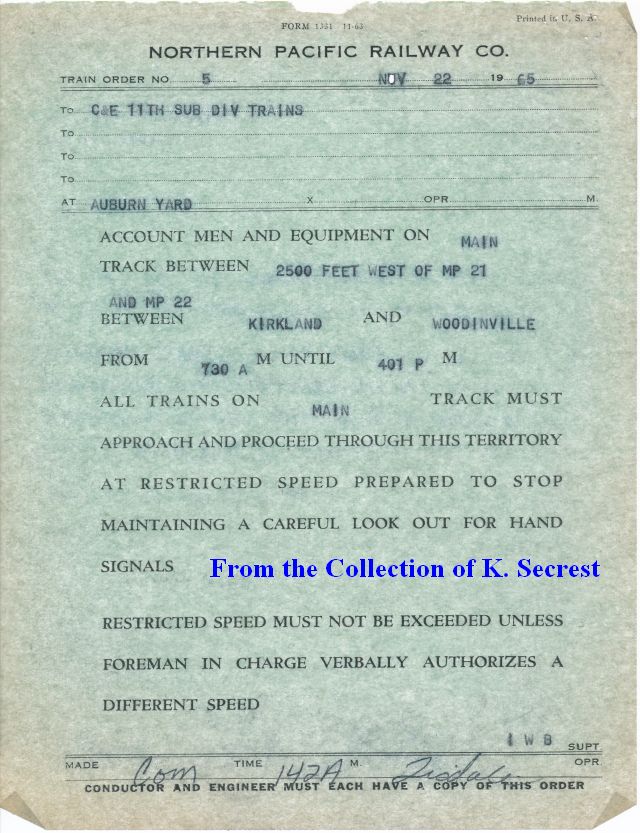 FORM 1331 11-63 Printed in U. S. A.
NORTHERN PACIFIC RAILWAY CO.
TRAIN ORDER NO. 5 NOV 22 19 65
To C&E 11TH SUB DIV TRAINS
To
To
To
AT AUBURN YARD X OPR. M.
ACCOUNT MEN AND EQUIPMENT ON MAIN
TRACK BETWEEN 2500 FEET WEST OF MP 21
AND MP 22
BETWEEN KIRKLAND AND WOODINVILLE
FROM 730 A M UNTIL 401 P M
ALL TRAINS ON MAIN TRACK MUST
APPROACH AND PROCEED THROUGH THIS TERRITORY
AT RESTRICTED SPEED PREPARED TO STOP
MAINTAINING A CAREFUL LOOK OUT FOR HAND
SIGNALS From the Collection of K. Secrest
RESTRICTED SPEED MUST NOT BE EXCEEDED UNLESS
FOREMAN IN CHARGE VERBALLY AUTHORIZES A
DIFFERENT SPEED
I W B SUPT.
MADE Com TIME 142A M. OPR.
CONDUCTOR AND ENGINEER MUST EACH HAVE A COPY OF THIS ORDER